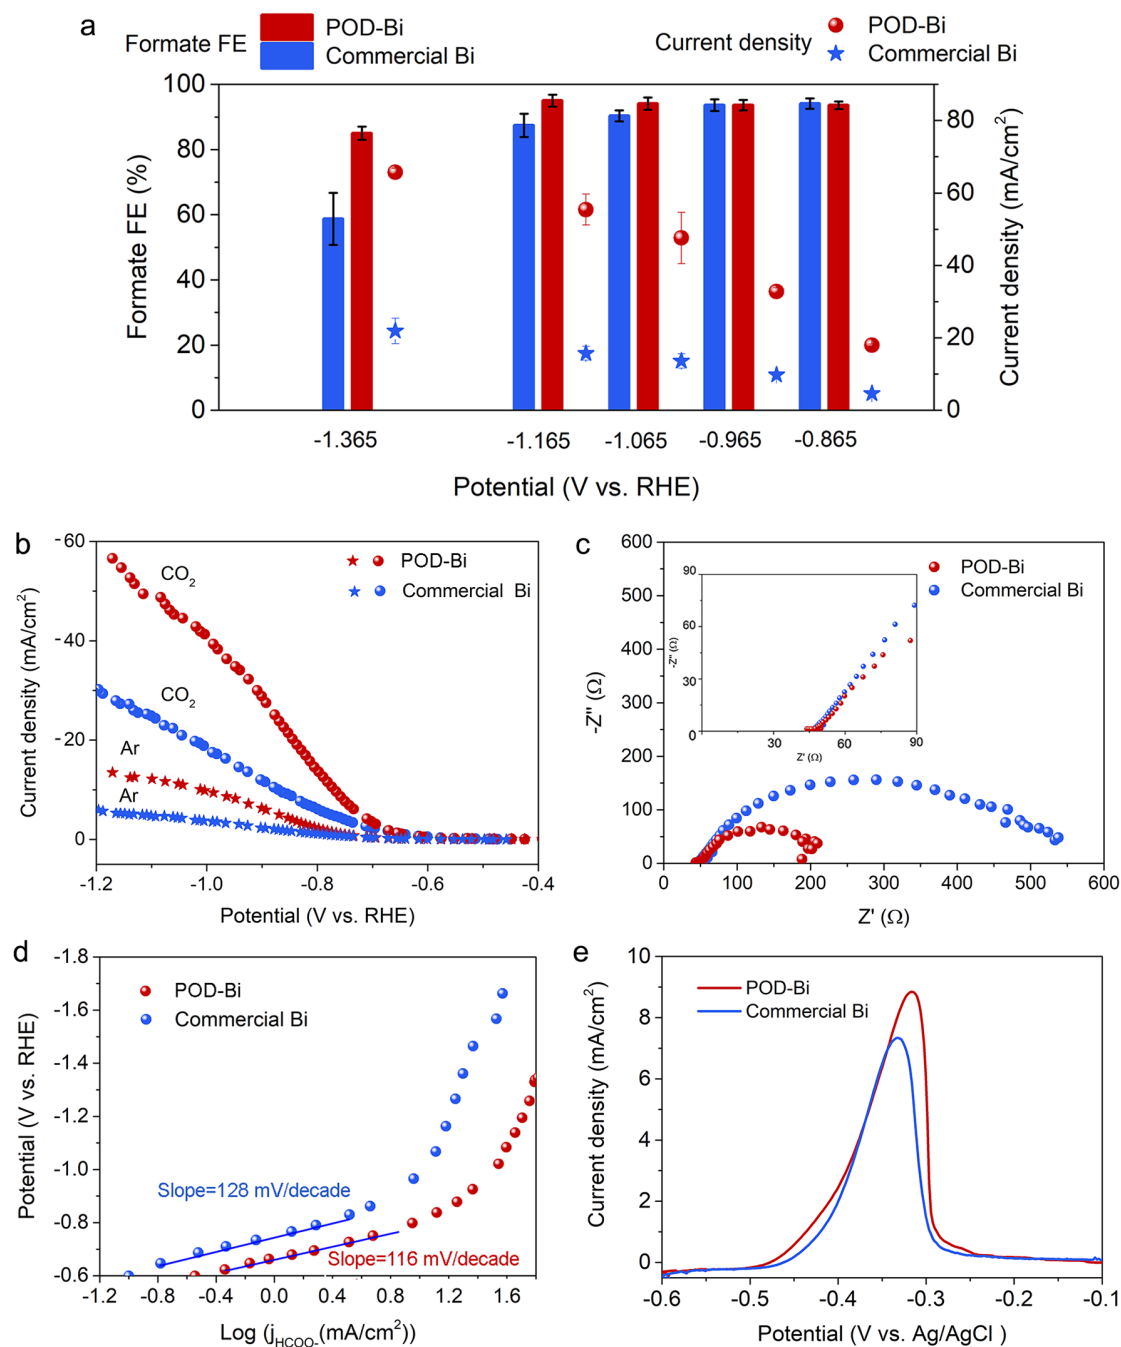 a
Formate FE
POD-Bi
Commercial Bi
Current density
POD-Bi
Commercial Bi
100
80
60
40
20
0
Formate FE (%)
80
60
40
20
0
Current density (mA/cm²)
-1.365
-1.165
-1.065
-0.965
-0.865
Potential (V vs. RHE)
b
-60
-40
-20
0
Current density (mA/cm²)
CO₂
CO₂
Ar
Ar
POD-Bi
Commercial Bi
-1.2
-1.0
-0.8
-0.6
-0.4
Potential (V vs. RHE)
c
600
500
400
300
200
100
0
-Z'' (Ω)
POD-Bi
Commercial Bi
90
60
30
0
-Z'' (Ω)
30
60
90
Z' (Ω)
0
100
200
300
400
500
600
Z' (Ω)
d
-1.8
-1.6
-1.4
-1.2
-1.0
-0.8
-0.6
Potential (V vs. RHE)
POD-Bi
Commercial Bi
Slope=128 mV/decade
Slope=116 mV/decade
-1.2
-0.8
-0.4
0.0
0.4
0.8
1.2
1.6
Log (j_HCOO-(mA/cm²))
e
10
8
6
4
2
0
Current density (mA/cm²)
POD-Bi
Commercial Bi
-0.6
-0.5
-0.4
-0.3
-0.2
-0.1
Potential (V vs. Ag/AgCl )